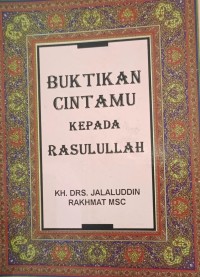 BUKTIKAN
CINTAMU
KEPADA
RASULULLAH
KH. DRS. JALALUDDIN
RAKHMAT MSC